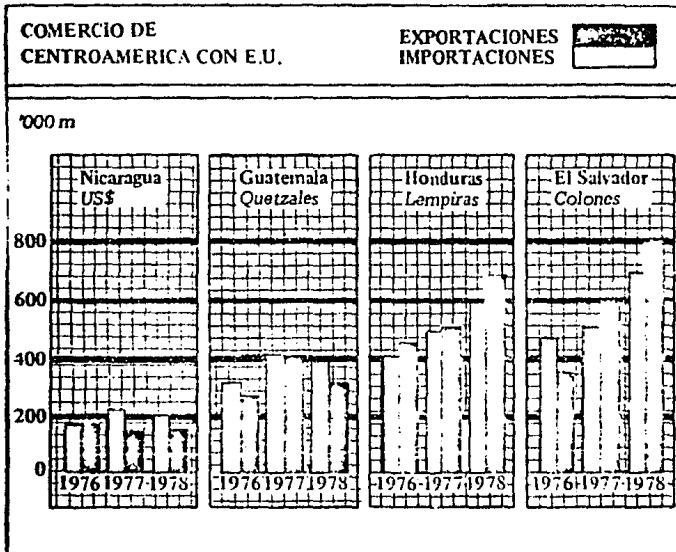 COMERCIO DE
CENTROAMERICA CON E.U.
EXPORTACIONES
IMPORTACIONES
'000 m
Nicaragua
US$
Guatemala
Quetzales
Honduras
Lempiras
El Salvador
Colones
800
600
400
200
0
1976 1977 1978
1976 1977 1978
1976 1977 1978
1976 1977 1978